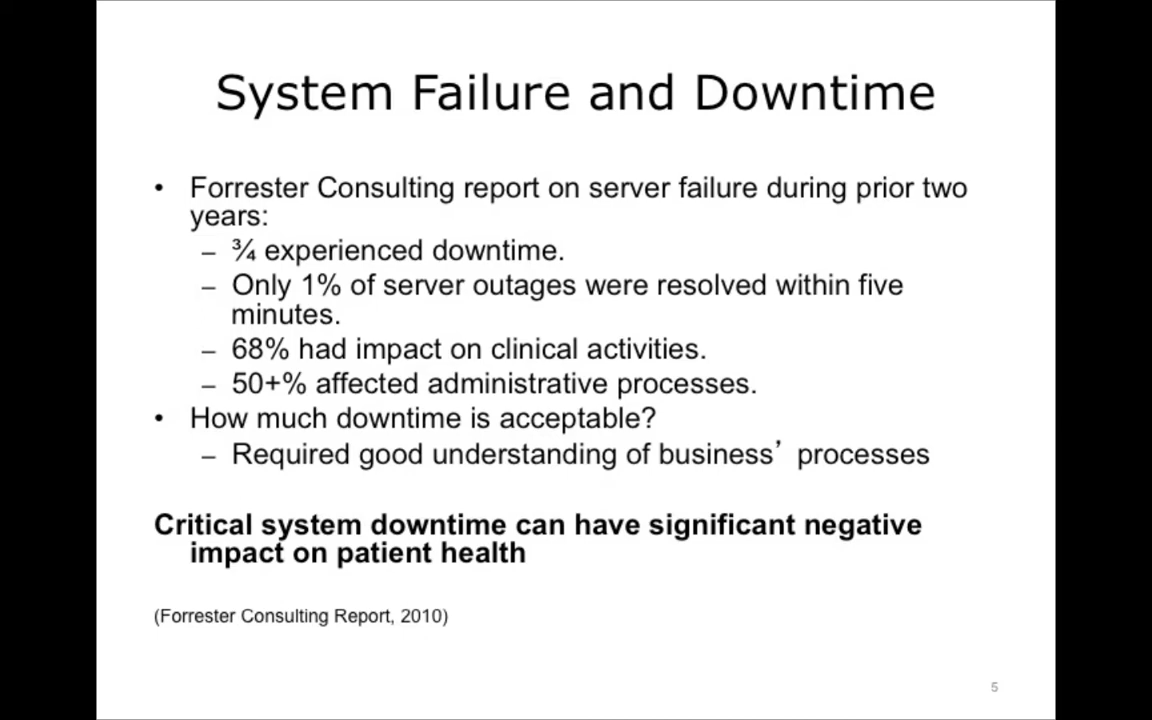 System Failure and Downtime
• Forrester Consulting report on server failure during prior two
years:
– ¾ experienced downtime.
– Only 1% of server outages were resolved within five
minutes.
– 68% had impact on clinical activities.
– 50+% affected administrative processes.
• How much downtime is acceptable?
– Required good understanding of business’ processes
Critical system downtime can have significant negative
impact on patient health
(Forrester Consulting Report, 2010)
5